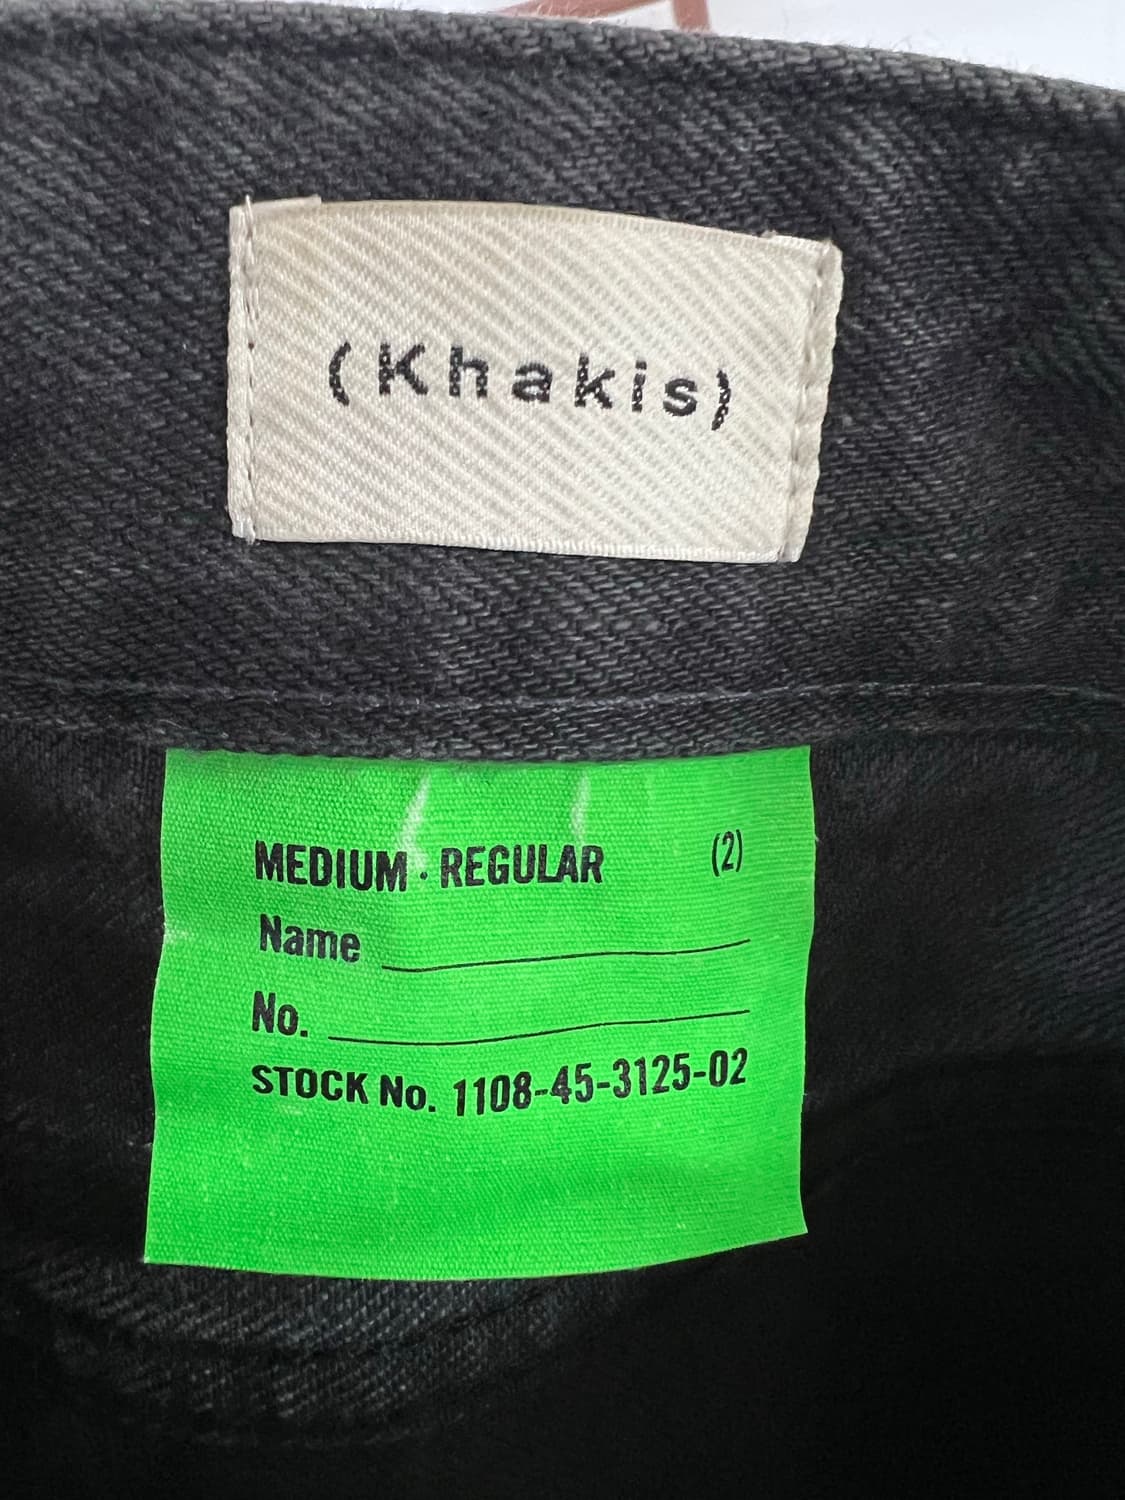 (Khakis)
MEDIUM · REGULAR (2)
Name
No.
STOCK No. 1108-45-3125-02